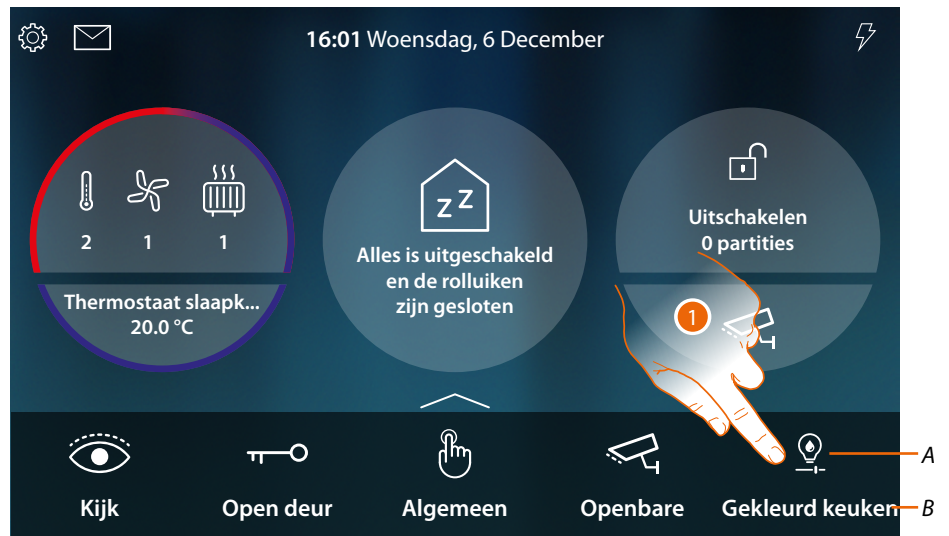 16:01 Woensdag, 6 December
2 1 1
Thermostaat slaapk...
20.0 °C
z Z
Alles is uitgeschakeld
en de rolluiken
zijn gesloten
Uitschakelen
0 partities
1
Kijk
Open deur
Algemeen
Openbare
Gekleurd keuken
A
B